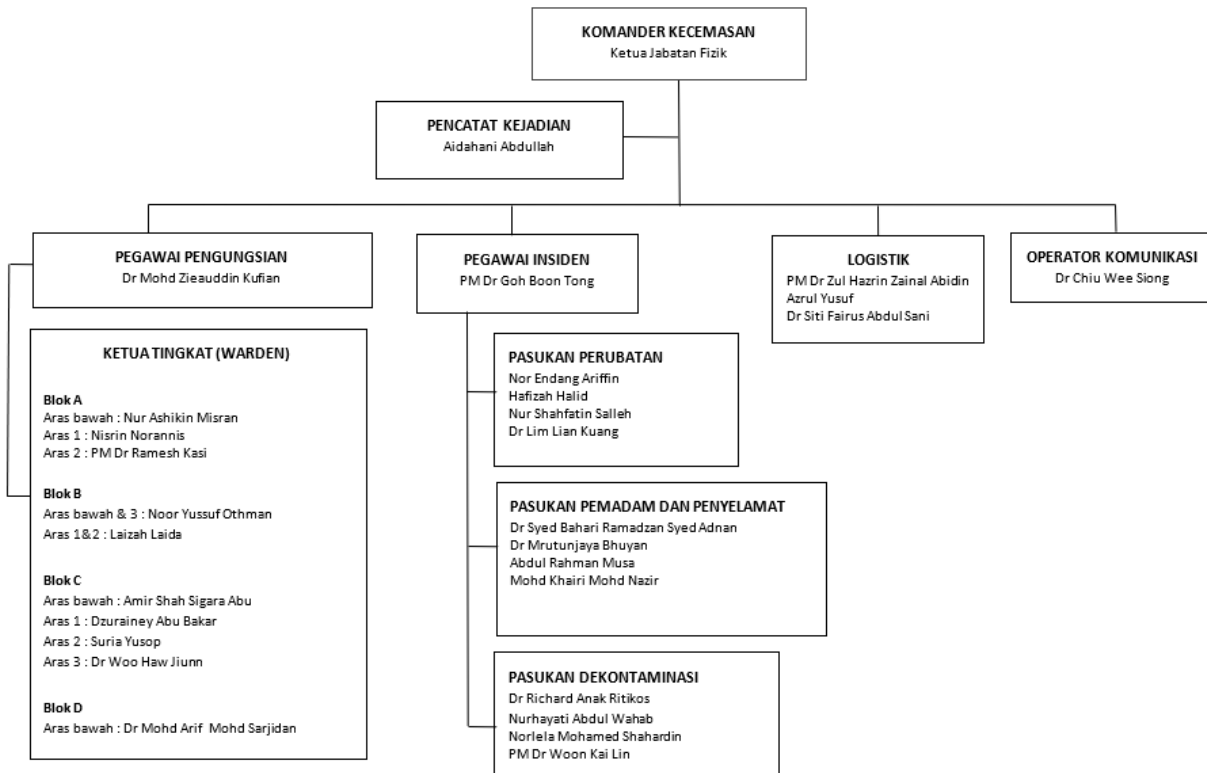 KOMANDER KECEMASAN
Ketua Jabatan Fizik
PENCATAT KEJADIAN
Aidahani Abdullah
PEGAWAI PENGUNGSIAN
Dr Mohd Zieauddin Kufian
KETUA TINGKAT (WARDEN)
Blok A
Aras bawah : Nur Ashikin Misran
Aras 1 : Nisrin Norannis
Aras 2 : PM Dr Ramesh Kasi
Blok B
Aras bawah & 3 : Noor Yussuf Othman
Aras 1&2 : Laizah Laida
Blok C
Aras bawah : Amir Shah Sigara Abu
Aras 1 : Dzurainey Abu Bakar
Aras 2 : Suria Yusop
Aras 3 : Dr Woo Haw Jiunn
Blok D
Aras bawah : Dr Mohd Arif Mohd Sarjidan
PEGAWAI INSIDEN
PM Dr Goh Boon Tong
PASUKAN PERUBATAN
Nor Endang Ariffin
Hafizah Halid
Nur Shahfatin Salleh
Dr Lim Lian Kuang
PASUKAN PEMADAM DAN PENYELAMAT
Dr Syed Bahari Ramadzan Syed Adnan
Dr Mrutunjaya Bhuyan
Abdul Rahman Musa
Mohd Khairi Mohd Nazir
PASUKAN DEKONTAMINASI
Dr Richard Anak Ritikos
Nurhayati Abdul Wahab
Norlela Mohamed Shahardin
PM Dr Woon Kai Lin
LOGISTIK
PM Dr Zul Hazrin Zainal Abidin
Azrul Yusuf
Dr Siti Fairus Abdul Sani
OPERATOR KOMUNIKASI
Dr Chiu Wee Siong